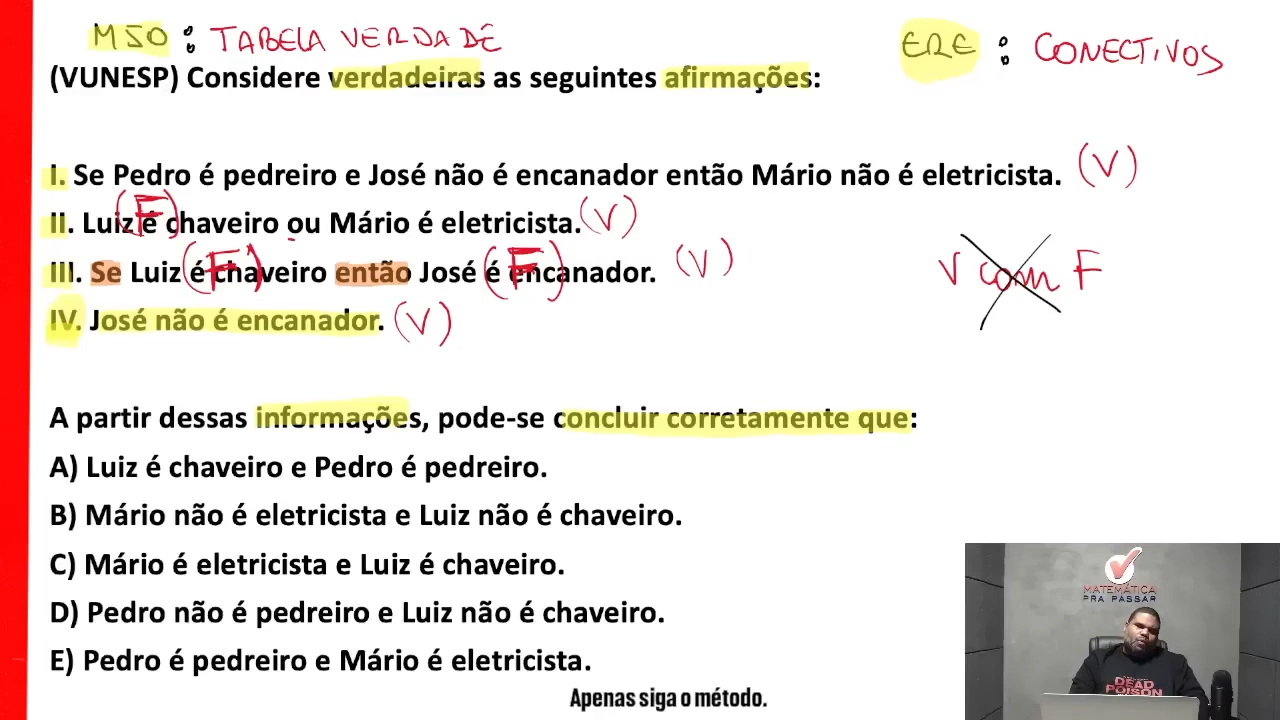 MSO : TABELA VERDADE
ERE : CONECTIVOS
(VUNESP) Considere verdadeiras as seguintes afirmações:
I. Se Pedro é pedreiro e José não é encanador então Mário não é eletricista. (V)
(F)
II. Luiz é chaveiro ou Mário é eletricista. (V)
III. Se Luiz é chaveiro então José é encanador. (V)
(F) (F)
V com F
IV. José não é encanador. (V)
A partir dessas informações, pode-se concluir corretamente que:
A) Luiz é chaveiro e Pedro é pedreiro.
B) Mário não é eletricista e Luiz não é chaveiro.
C) Mário é eletricista e Luiz é chaveiro.
D) Pedro não é pedreiro e Luiz não é chaveiro.
E) Pedro é pedreiro e Mário é eletricista.
MATEMÁTICA
PRA PASSAR
DEAD
POISON
Apenas siga o método.